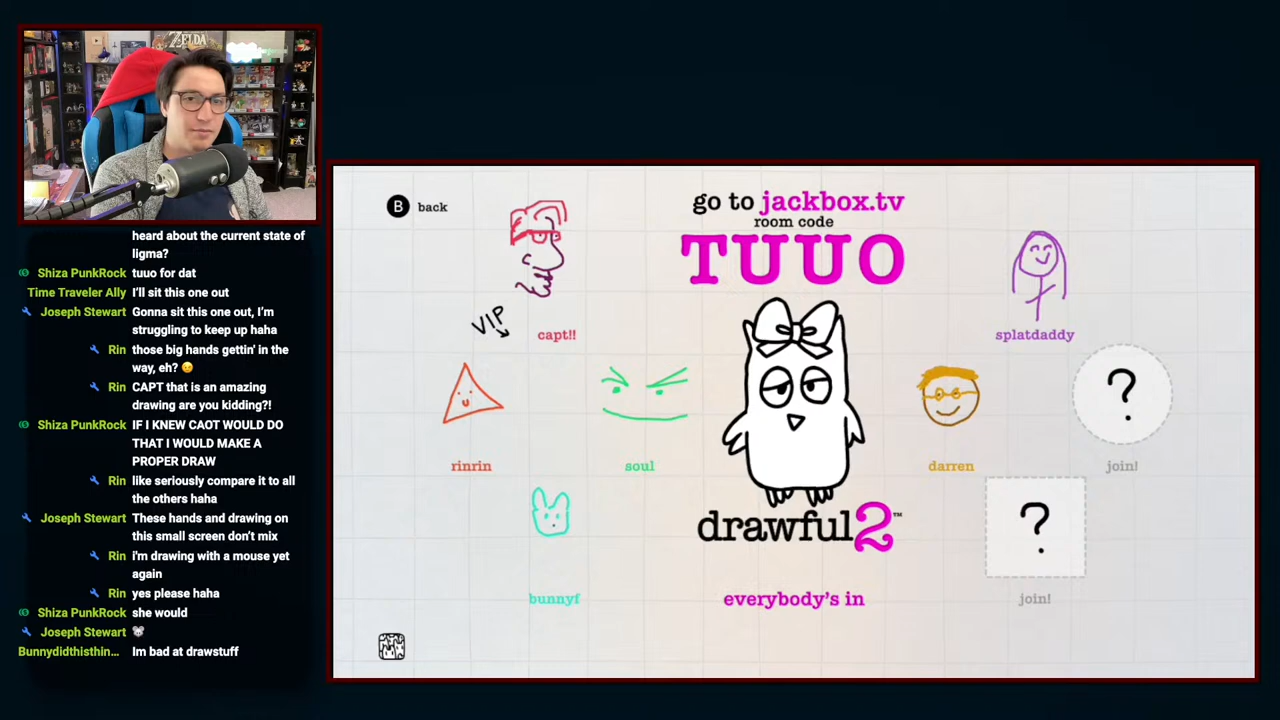 ZELDA
heard about the current state of
ligma?
Shiza PunkRock tuuo for dat
Time Traveler Ally I'll sit this one out
Joseph Stewart Gonna sit this one out, I'm
struggling to keep up haha
Rin those big hands gettin' in the
way, eh? 😉
Rin CAPT that is an amazing
drawing are you kidding?!
Shiza PunkRock IF I KNEW CAOT WOULD DO
THAT I WOULD MAKE A
PROPER DRAW
Rin like seriously compare it to all
the others haha
Joseph Stewart These hands and drawing on
this small screen don't mix
Rin i'm drawing with a mouse yet
again
Rin yes please haha
Shiza PunkRock she would
Joseph Stewart 🐭
Bunnydidthisthin... Im bad at drawstuff
B back
go to jackbox.tv
room code
TUUO
VIP
capt!!
splatdaddy
?
rinrin
soul
darren
join!
?
drawful2™
bunnyf
everybody's in
join!